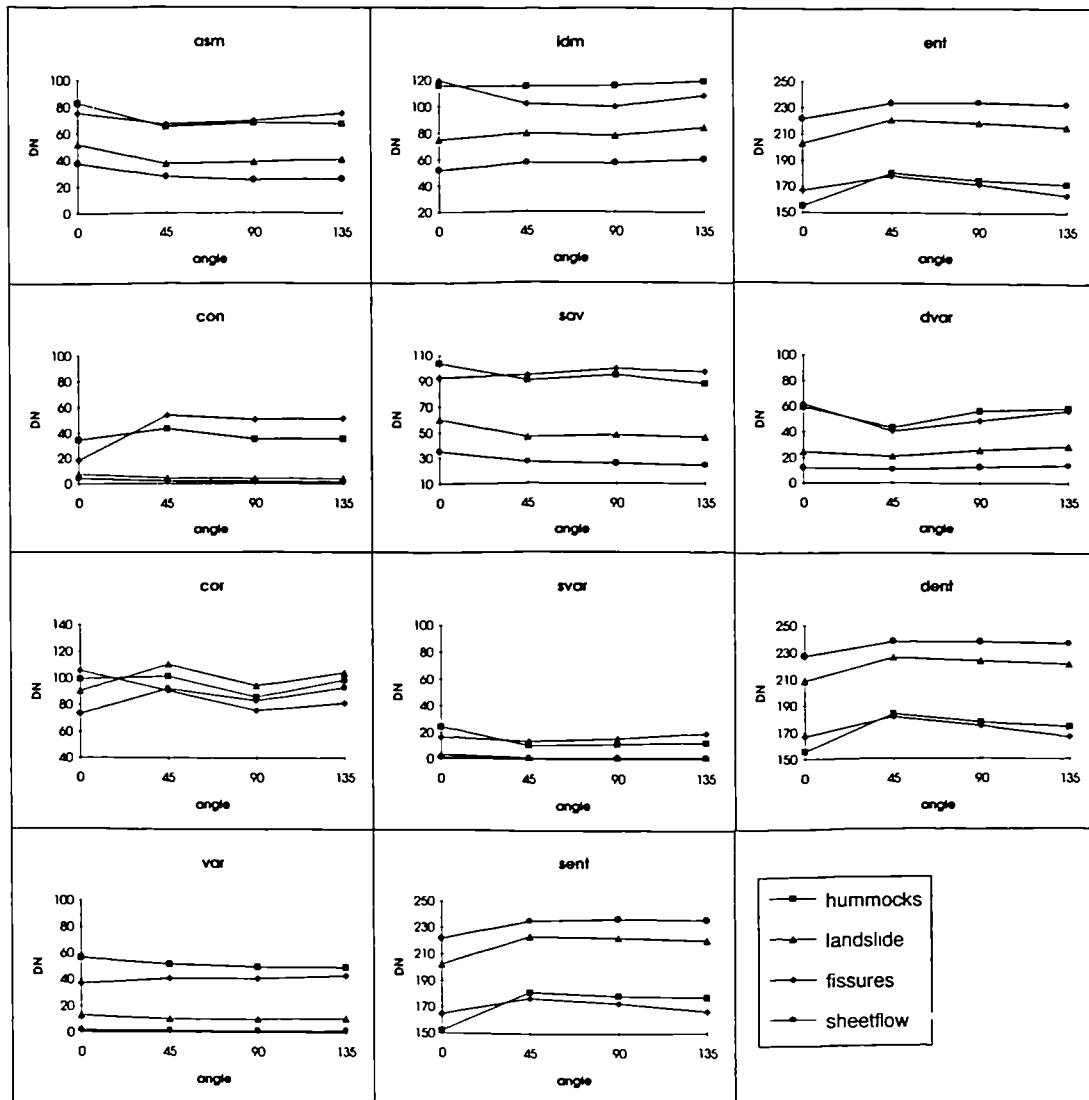 asm
100
80
60
40
20
0
DN
0 45 90 135
angle
idm
120
100
80
60
40
20
DN
0 45 90 135
angle
ent
250
230
210
190
170
150
DN
0 45 90 135
angle
con
100
80
60
40
20
0
DN
0 45 90 135
angle
sav
110
90
70
50
30
10
DN
0 45 90 135
angle
dvar
100
80
60
40
20
0
DN
0 45 90 135
angle
cor
140
120
100
80
60
40
DN
0 45 90 135
angle
svar
100
80
60
40
20
0
DN
0 45 90 135
angle
dent
250
230
210
190
170
150
DN
0 45 90 135
angle
var
100
80
60
40
20
0
DN
0 45 90 135
angle
sent
250
230
210
190
170
150
DN
0 45 90 135
angle
hummocks
landslide
fissures
sheetflow